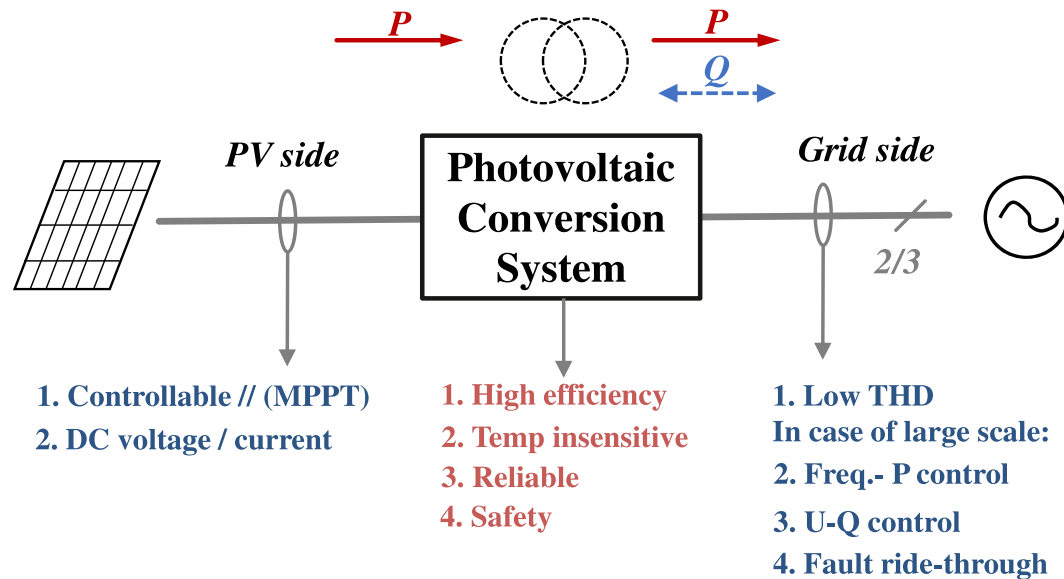 P
P
Q
PV side
Grid side
Photovoltaic
Conversion
System
2/3
1. Controllable // (MPPT)
2. DC voltage / current
1. High efficiency
2. Temp insensitive
3. Reliable
4. Safety
1. Low THD
In case of large scale:
2. Freq.- P control
3. U-Q control
4. Fault ride-through